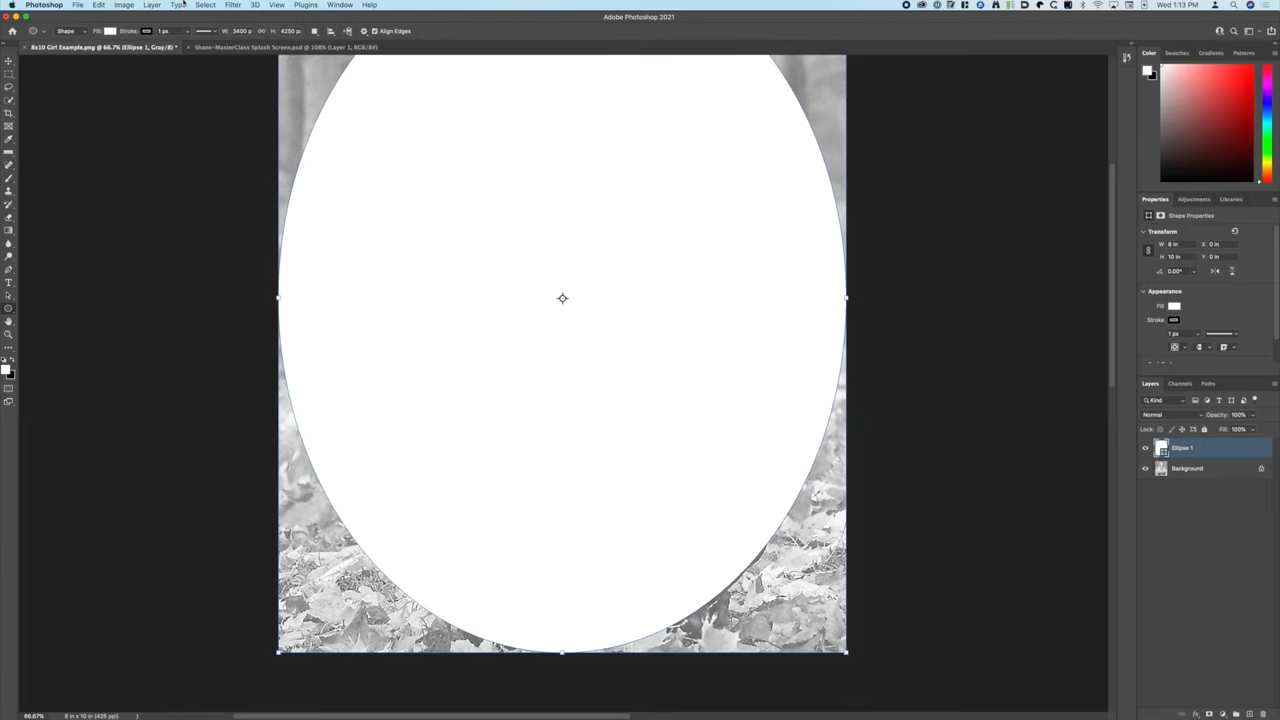 Photoshop File Edit Image Layer Type Select Filter 3D View Plugins Window Help Wed 1:13 PM
Adobe Photoshop 2021
Shape Fill: Stroke: 1 px W: 3400 p H: 4250 p Align Edges
8x10 Girl Example.png @ 66.7% (Ellipse 1, Gray/8) * Shane-MasterClass Splash Screen.psd @ 108% (Layer 1, RGB/8#)
Color Swatches Gradients Patterns
Properties Adjustments Libraries
Shape Properties
Transform
W 8 in X 0 in
H 10 in Y 0 in
0.00°
Appearance
Fill
Stroke
1 px
Layers Channels Paths
Kind
Normal Opacity: 100%
Lock: Fill: 100%
Ellipse 1
Background
66.67% 8 in x 10 in (425 ppi)